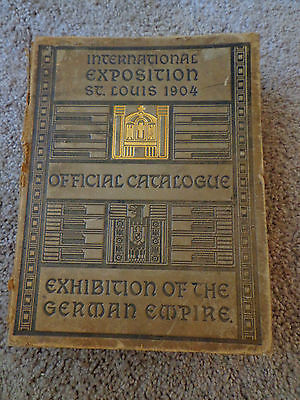 INTERNATIONAL
EXPOSITION
ST. LOUIS 1904
OFFICIAL CATALOGUE
EXHIBITION OF THE
GERMAN EMPIRE.